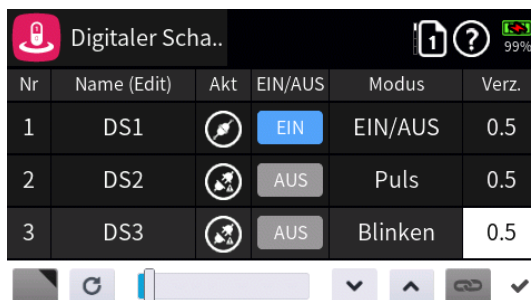 Digitaler Scha.. 1 ? 99%
Nr Name (Edit) Akt EIN/AUS Modus Verz.
1 DS1 EIN EIN/AUS 0.5
2 DS2 AUS Puls 0.5
3 DS3 AUS Blinken 0.5